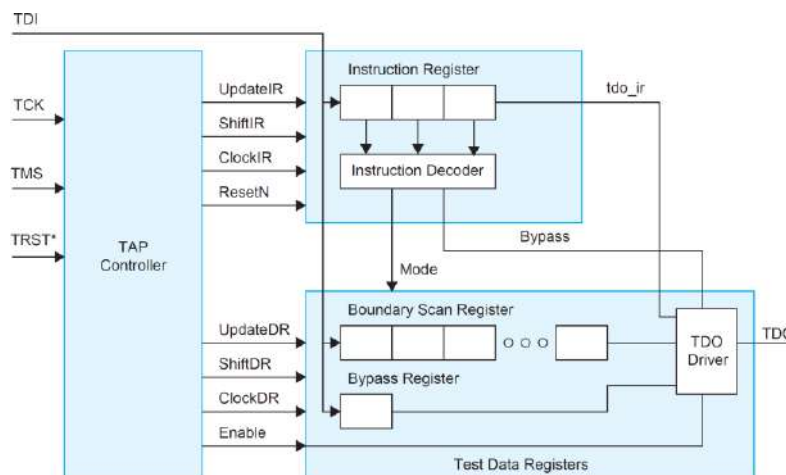 TDI
Instruction Register
UpdateIR
tdo_ir
TCK
ShiftIR
ClockIR
Instruction Decoder
TMS
ResetN
Bypass
TRST*
TAP
Controller
Mode
Boundary Scan Register
UpdateDR
TDO
Driver
ShiftDR
Bypass Register
ClockDR
Enable
Test Data Registers